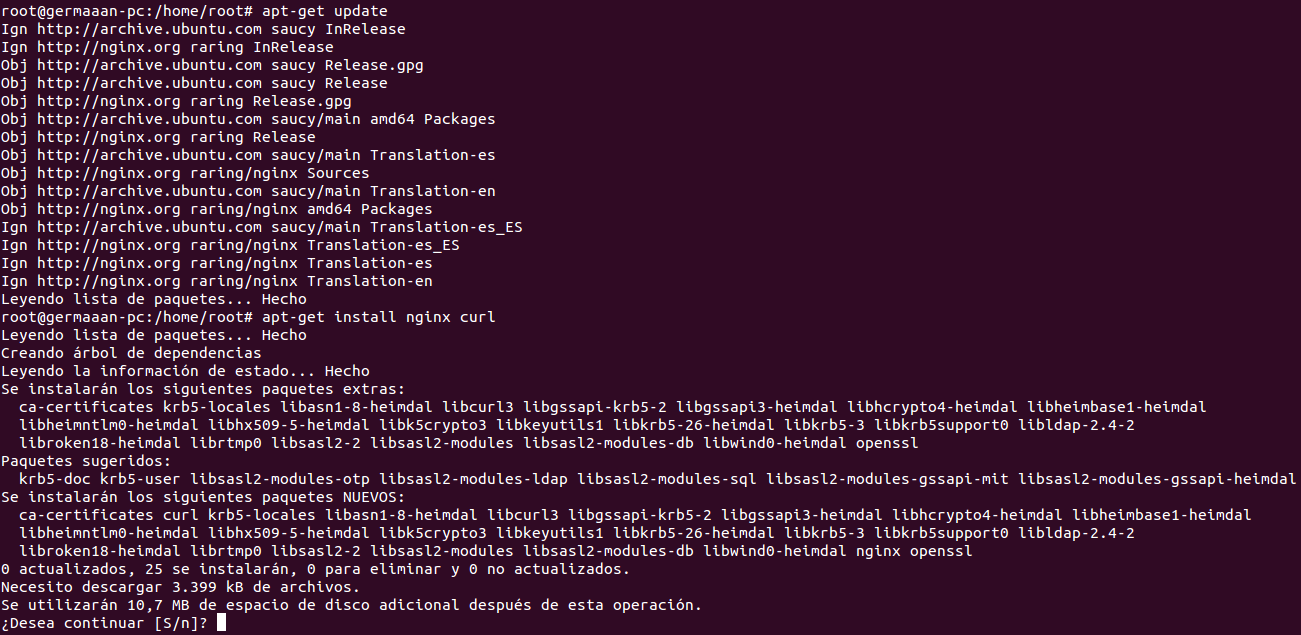 root@germaaan-pc:/home/root# apt-get update
Ign http://archive.ubuntu.com saucy InRelease
Ign http://nginx.org raring InRelease
Obj http://archive.ubuntu.com saucy Release.gpg
Obj http://archive.ubuntu.com saucy Release
Obj http://nginx.org raring Release.gpg
Obj http://archive.ubuntu.com saucy/main amd64 Packages
Obj http://nginx.org raring Release
Obj http://archive.ubuntu.com saucy/main Translation-es
Obj http://nginx.org raring/nginx Sources
Obj http://archive.ubuntu.com saucy/main Translation-en
Obj http://nginx.org raring/nginx amd64 Packages
Ign http://archive.ubuntu.com saucy/main Translation-es_ES
Ign http://nginx.org raring/nginx Translation-es_ES
Ign http://nginx.org raring/nginx Translation-es
Ign http://nginx.org raring/nginx Translation-en
Leyendo lista de paquetes... Hecho
root@germaaan-pc:/home/root# apt-get install nginx curl
Leyendo lista de paquetes... Hecho
Creando árbol de dependencias
Leyendo la información de estado... Hecho
Se instalarán los siguientes paquetes extras:
  ca-certificates krb5-locales libasn1-8-heimdal libcurl3 libgssapi-krb5-2 libgssapi3-heimdal libhcrypto4-heimdal libheimbase1-heimdal
  libheimntlm0-heimdal libhx509-5-heimdal libk5crypto3 libkeyutils1 libkrb5-26-heimdal libkrb5-3 libkrb5support0 libldap-2.4-2
  libroken18-heimdal librtmp0 libsasl2-2 libsasl2-modules libsasl2-modules-db libwind0-heimdal openssl
Paquetes sugeridos:
  krb5-doc krb5-user libsasl2-modules-otp libsasl2-modules-ldap libsasl2-modules-sql libsasl2-modules-gssapi-mit libsasl2-modules-gssapi-heimdal
Se instalarán los siguientes paquetes NUEVOS:
  ca-certificates curl krb5-locales libasn1-8-heimdal libcurl3 libgssapi-krb5-2 libgssapi3-heimdal libhcrypto4-heimdal libheimbase1-heimdal
  libheimntlm0-heimdal libhx509-5-heimdal libk5crypto3 libkeyutils1 libkrb5-26-heimdal libkrb5-3 libkrb5support0 libldap-2.4-2
  libroken18-heimdal librtmp0 libsasl2-2 libsasl2-modules libsasl2-modules-db libwind0-heimdal nginx openssl
0 actualizados, 25 se instalarán, 0 para eliminar y 0 no actualizados.
Necesito descargar 3.399 kB de archivos.
Se utilizarán 10,7 MB de espacio de disco adicional después de esta operación.
¿Desea continuar [S/n]?